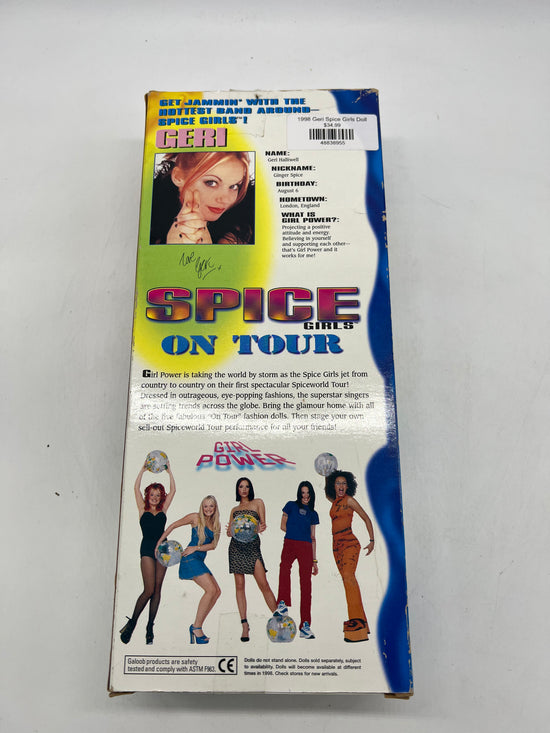 GET JAMMIN' WITH THE
HOTTEST BAND AROUND—
SPICE GIRLS™!
1998 Geri Spice Girls Doll
$34.99
48838955
GERI
NAME:
Geri Halliwell
NICKNAME:
Ginger Spice
BIRTHDAY:
August 6
HOMETOWN:
London, England
WHAT IS
GIRL POWER?:
Projecting a positive
attitude and energy.
Believing in yourself
and supporting each other—
that's Girl Power and it
works for me!
love
Geri x
SPICE
GIRLS
ON TOUR
Girl Power is taking the world by storm as the Spice Girls jet from
country to country on their first spectacular Spiceworld Tour!
Dressed in outrageous, eye-popping fashions, the superstar singers
are setting trends across the globe. Bring the glamour home with all
of the five fabulous "On Tour" fashion dolls. Then stage your own
sell-out Spiceworld Tour performance for all your friends!
GIRL
POWER
Galoob products are safety
tested and comply with ASTM F963.
CE
Dolls do not stand alone. Dolls sold separately, subject
to availability. Dolls will become available at different
times in 1998. Check stores for new arrivals.